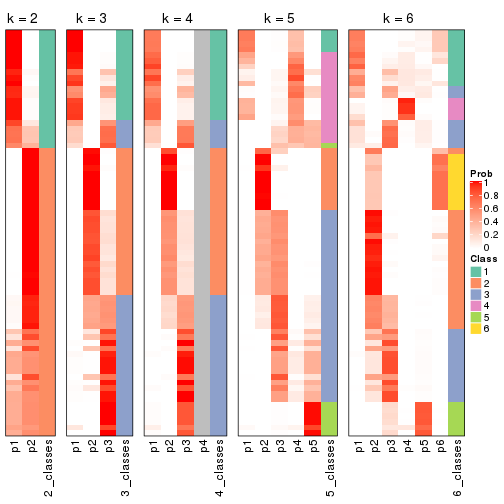 k = 2
k = 3
k = 4
k = 5
k = 6
Prob
1
0.8
0.6
0.4
0.2
0
Class
1
2
3
4
5
6
p1
p2
2_classes
p1
p2
p3
3_classes
p1
p2
p3
p4
4_classes
p1
p2
p3
p4
p5
5_classes
p1
p2
p3
p4
p5
p6
6_classes